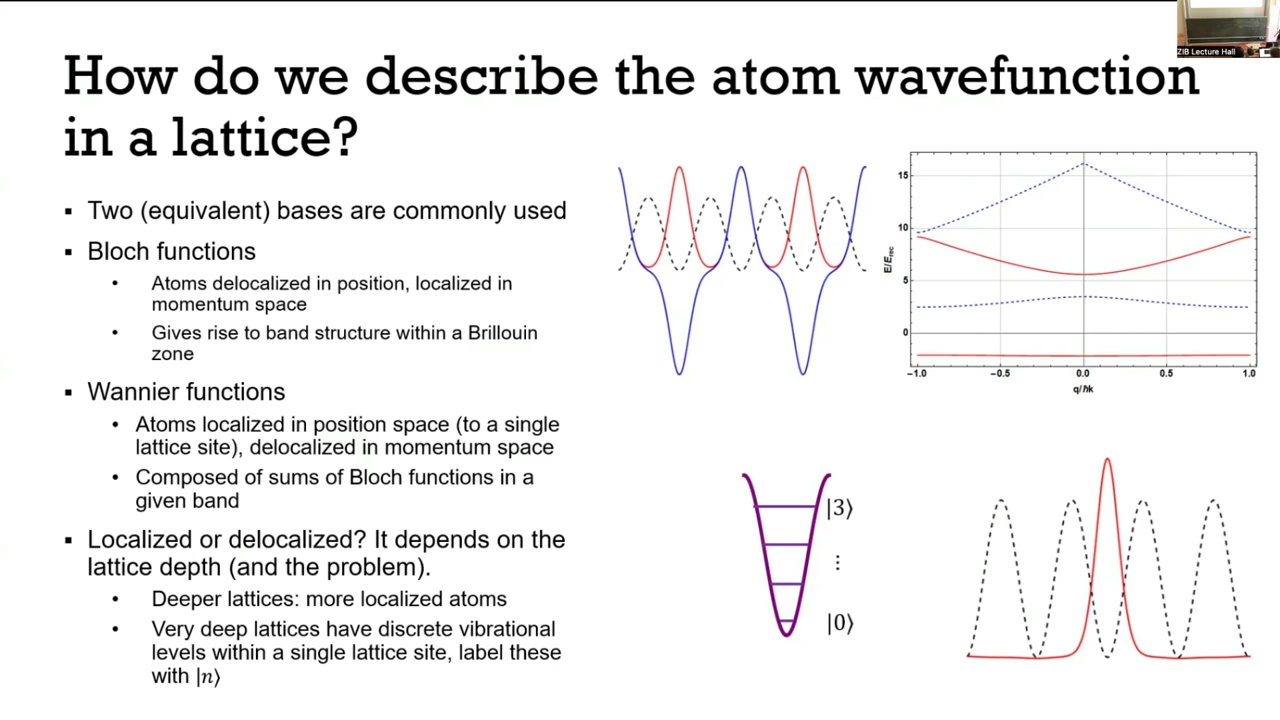 ZIB Lecture Hall
How do we describe the atom wavefunction
in a lattice?
▪ Two (equivalent) bases are commonly used
▪ Bloch functions
• Atoms delocalized in position, localized in
momentum space
• Gives rise to band structure within a Brillouin
zone
▪ Wannier functions
• Atoms localized in position space (to a single
lattice site), delocalized in momentum space
• Composed of sums of Bloch functions in a
given band
▪ Localized or delocalized? It depends on the
lattice depth (and the problem).
• Deeper lattices: more localized atoms
• Very deep lattices have discrete vibrational
levels within a single lattice site, label these
with |n⟩
15
10
5
0
E/Erec
−1.0 −0.5 0.0 0.5 1.0
q/ℏk
|3⟩
⋮
|0⟩